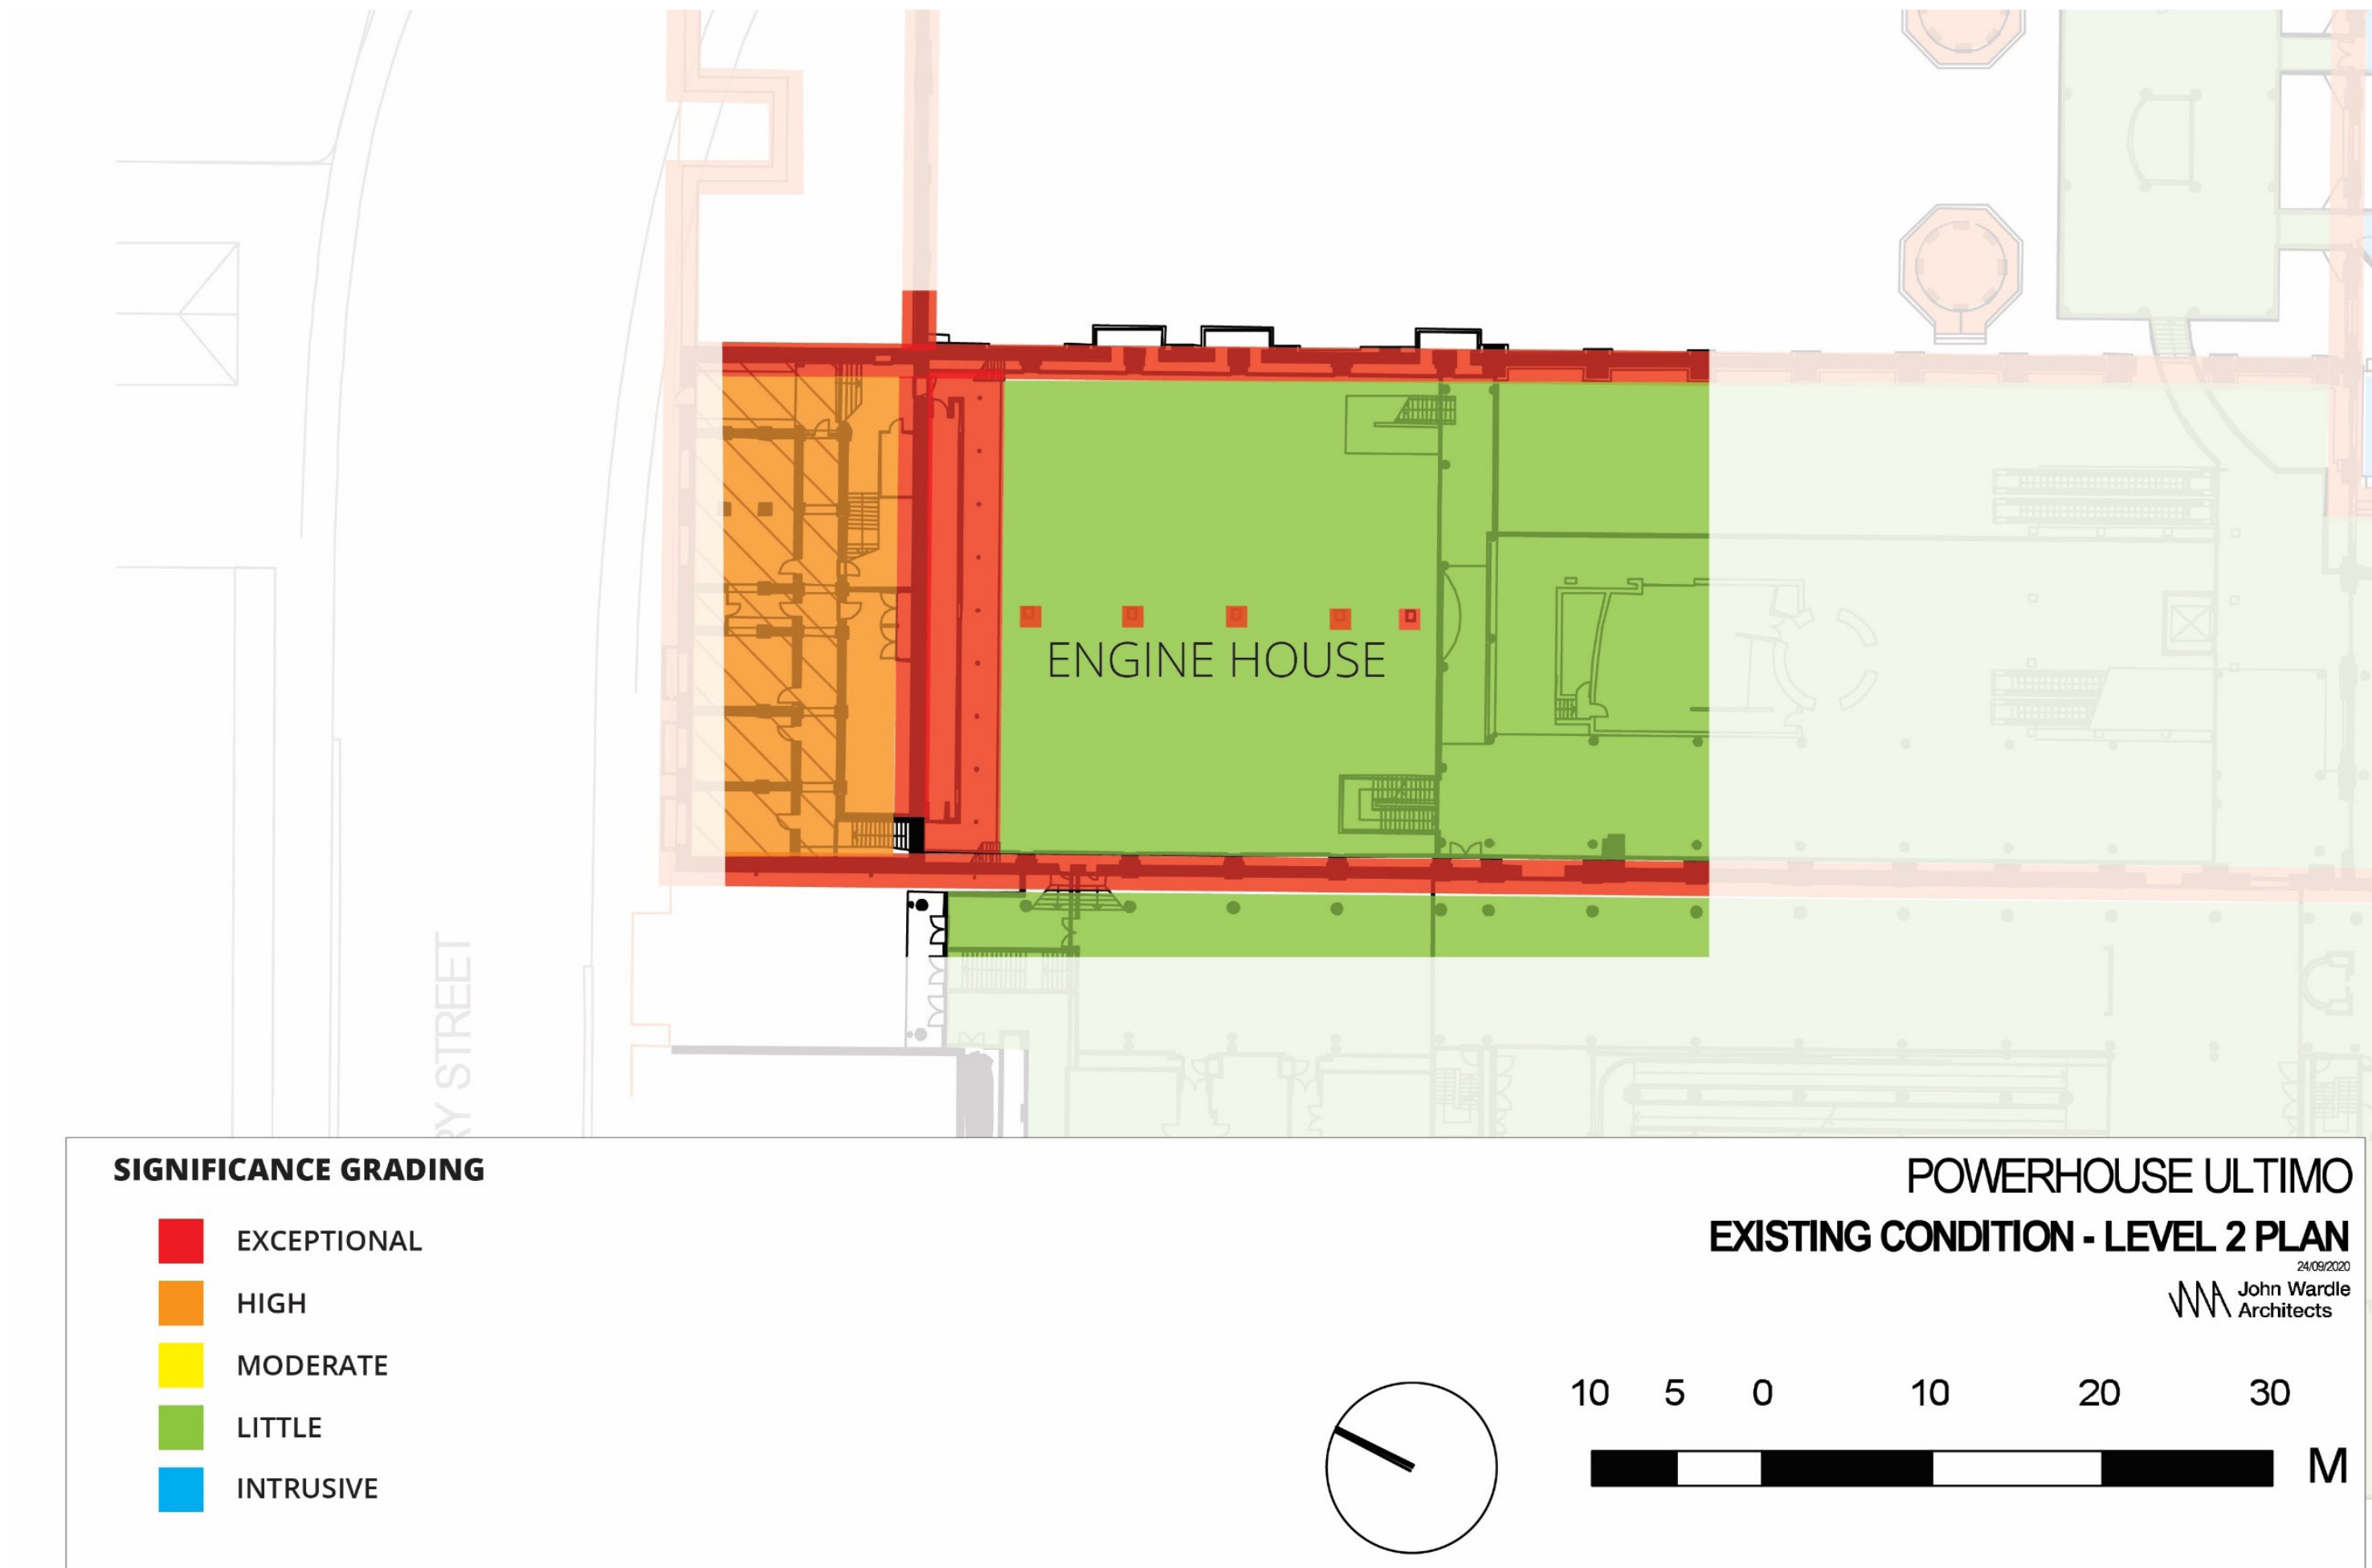 ENGINE HOUSE
RY STREET
SIGNIFICANCE GRADING
EXCEPTIONAL
HIGH
MODERATE
LITTLE
INTRUSIVE
POWERHOUSE ULTIMO
EXISTING CONDITION - LEVEL 2 PLAN
24/09/2020
John Wardle
Architects
10 5 0 10 20 30
M